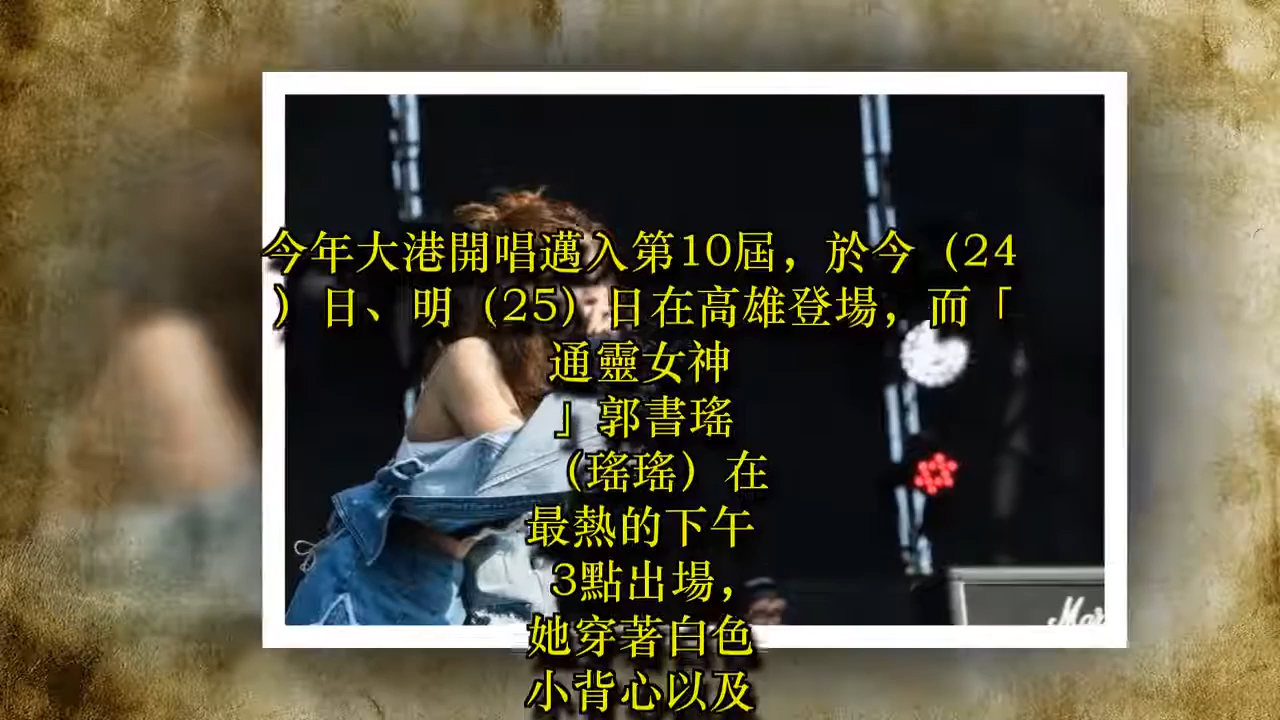 今年大港開唱邁入第10屆，於今（24
）日、明（25）日在高雄登場，而「
通靈女神
」郭書瑤
（瑤瑤）在
最熱的下午
3點出場，
她穿著白色
小背心以及
Mar